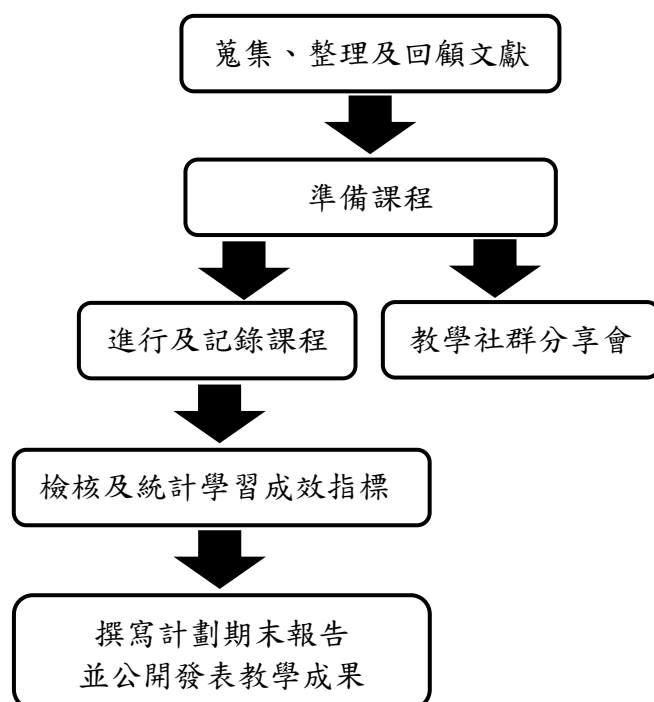 蒐集、整理及回顧文獻
準備課程
進行及記錄課程
教學社群分享會
檢核及統計學習成效指標
撰寫計劃期末報告
並公開發表教學成果